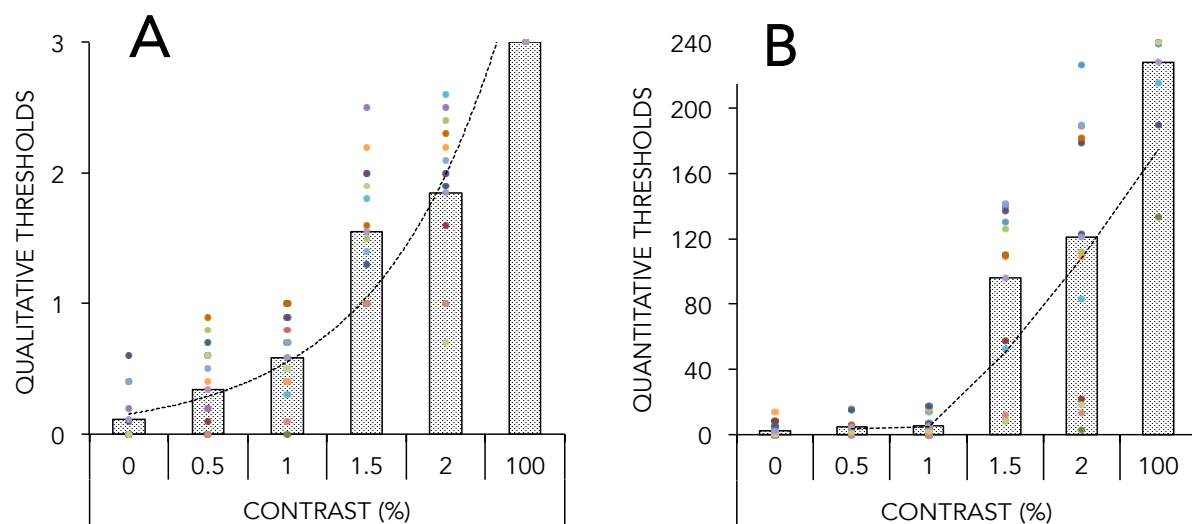 A
QUALITATIVE THRESHOLDS
3
2
1
0
0 0.5 1 1.5 2 100
CONTRAST (%)
B
QUANTITATIVE THRESHOLDS
240
200
160
120
80
40
0
0 0.5 1 1.5 2 100
CONTRAST (%)